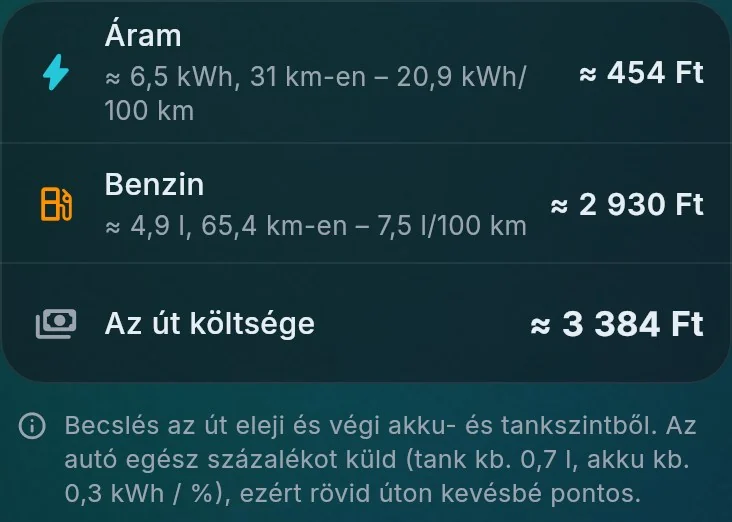 Áram
≈ 6,5 kWh, 31 km-en – 20,9 kWh/
100 km
≈ 454 Ft
Benzin
≈ 4,9 l, 65,4 km-en – 7,5 l/100 km
≈ 2 930 Ft
Az út költsége
≈ 3 384 Ft
Becslés az út eleji és végi akku- és tankszintből. Az
autó egész százalékot küld (tank kb. 0,7 l, akku kb.
0,3 kWh / %), ezért rövid úton kevésbé pontos.